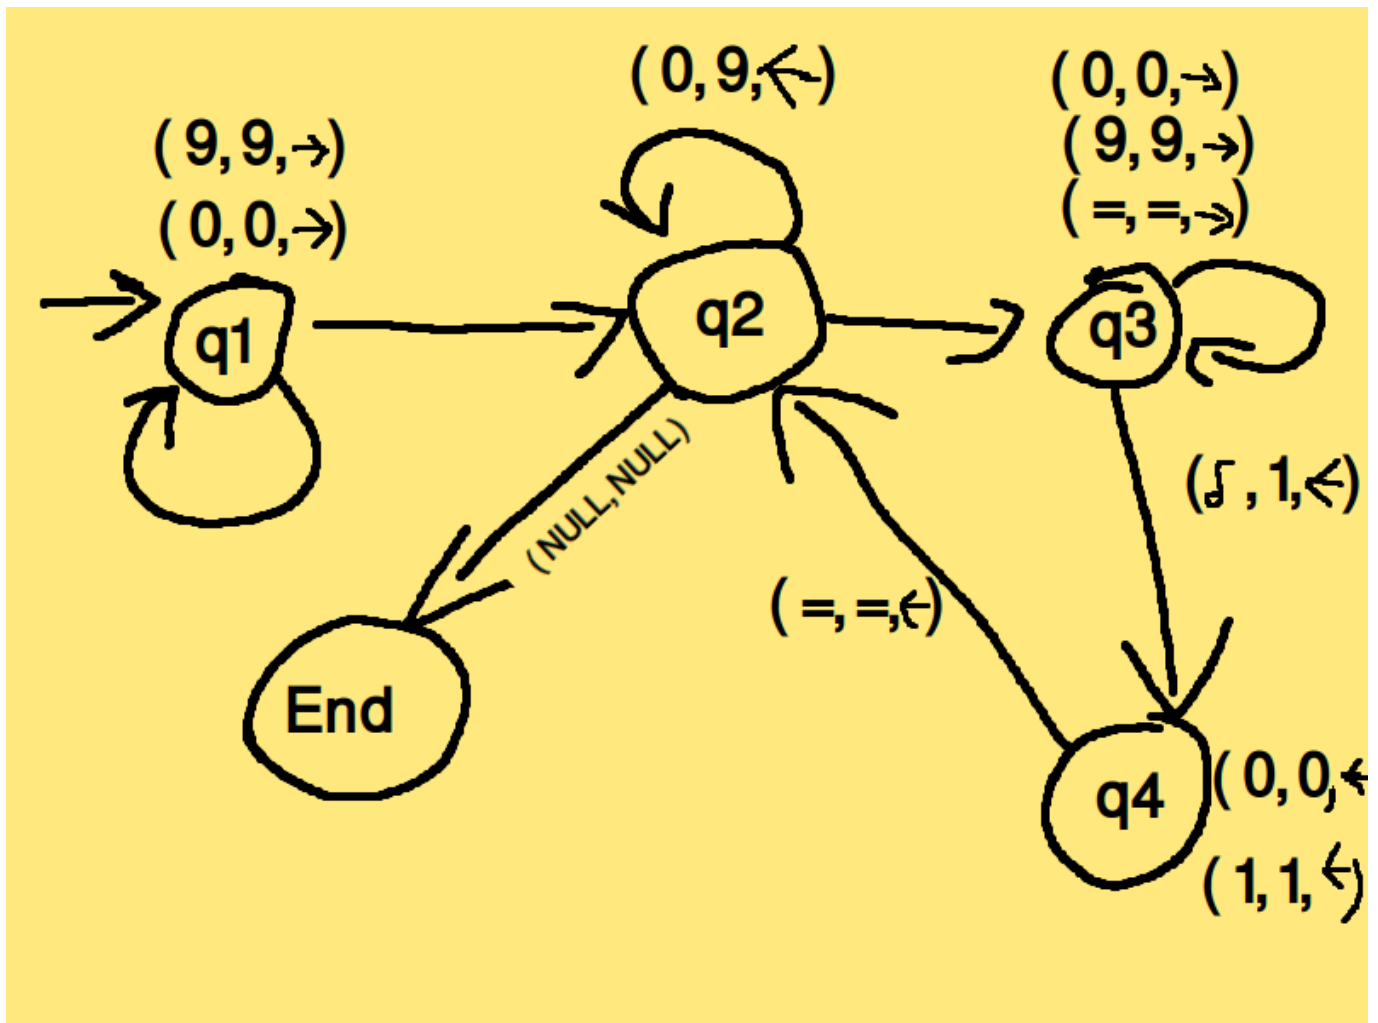 (0,9,←)
(0,0,→)
(9,9,→)
(=,=,→)
(9,9,→)
(0,0,→)
q1
q2
q3
(NULL,NULL)
(=,=,←)
End
q4
(0,0,←
(1,1,←)